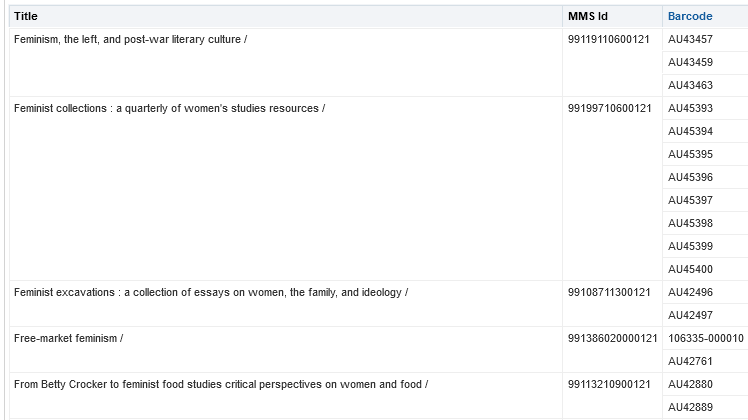 Title MMS Id Barcode
Feminism, the left, and post-war literary culture / 99119110600121 AU43457
AU43459
AU43463
Feminist collections : a quarterly of women's studies resources / 99199710600121 AU45393
AU45394
AU45395
AU45396
AU45397
AU45398
AU45399
AU45400
Feminist excavations : a collection of essays on women, the family, and ideology / 99108711300121 AU42496
AU42497
Free-market feminism / 991386020000121 106335-000010
AU42761
From Betty Crocker to feminist food studies critical perspectives on women and food / 99113210900121 AU42880
AU42889